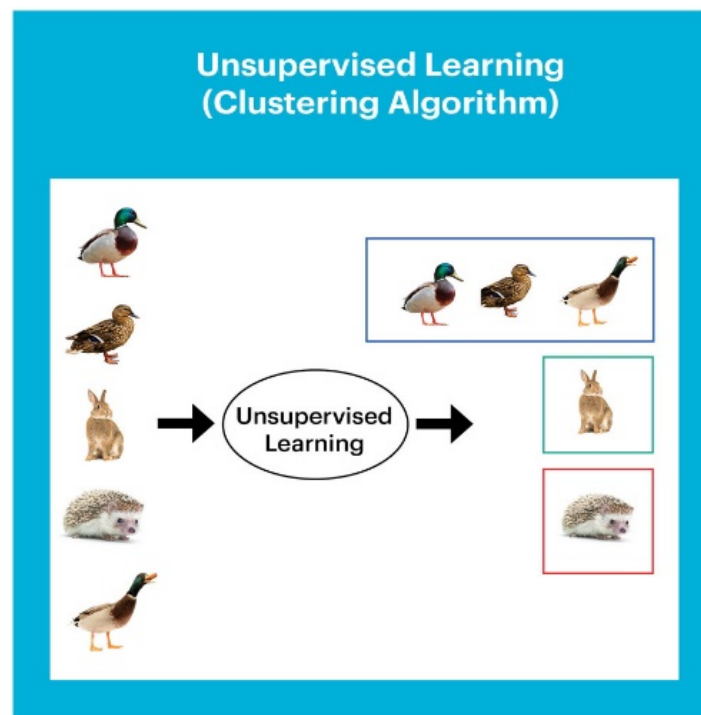 Unsupervised Learning
(Clustering Algorithm)
Unsupervised
Learning